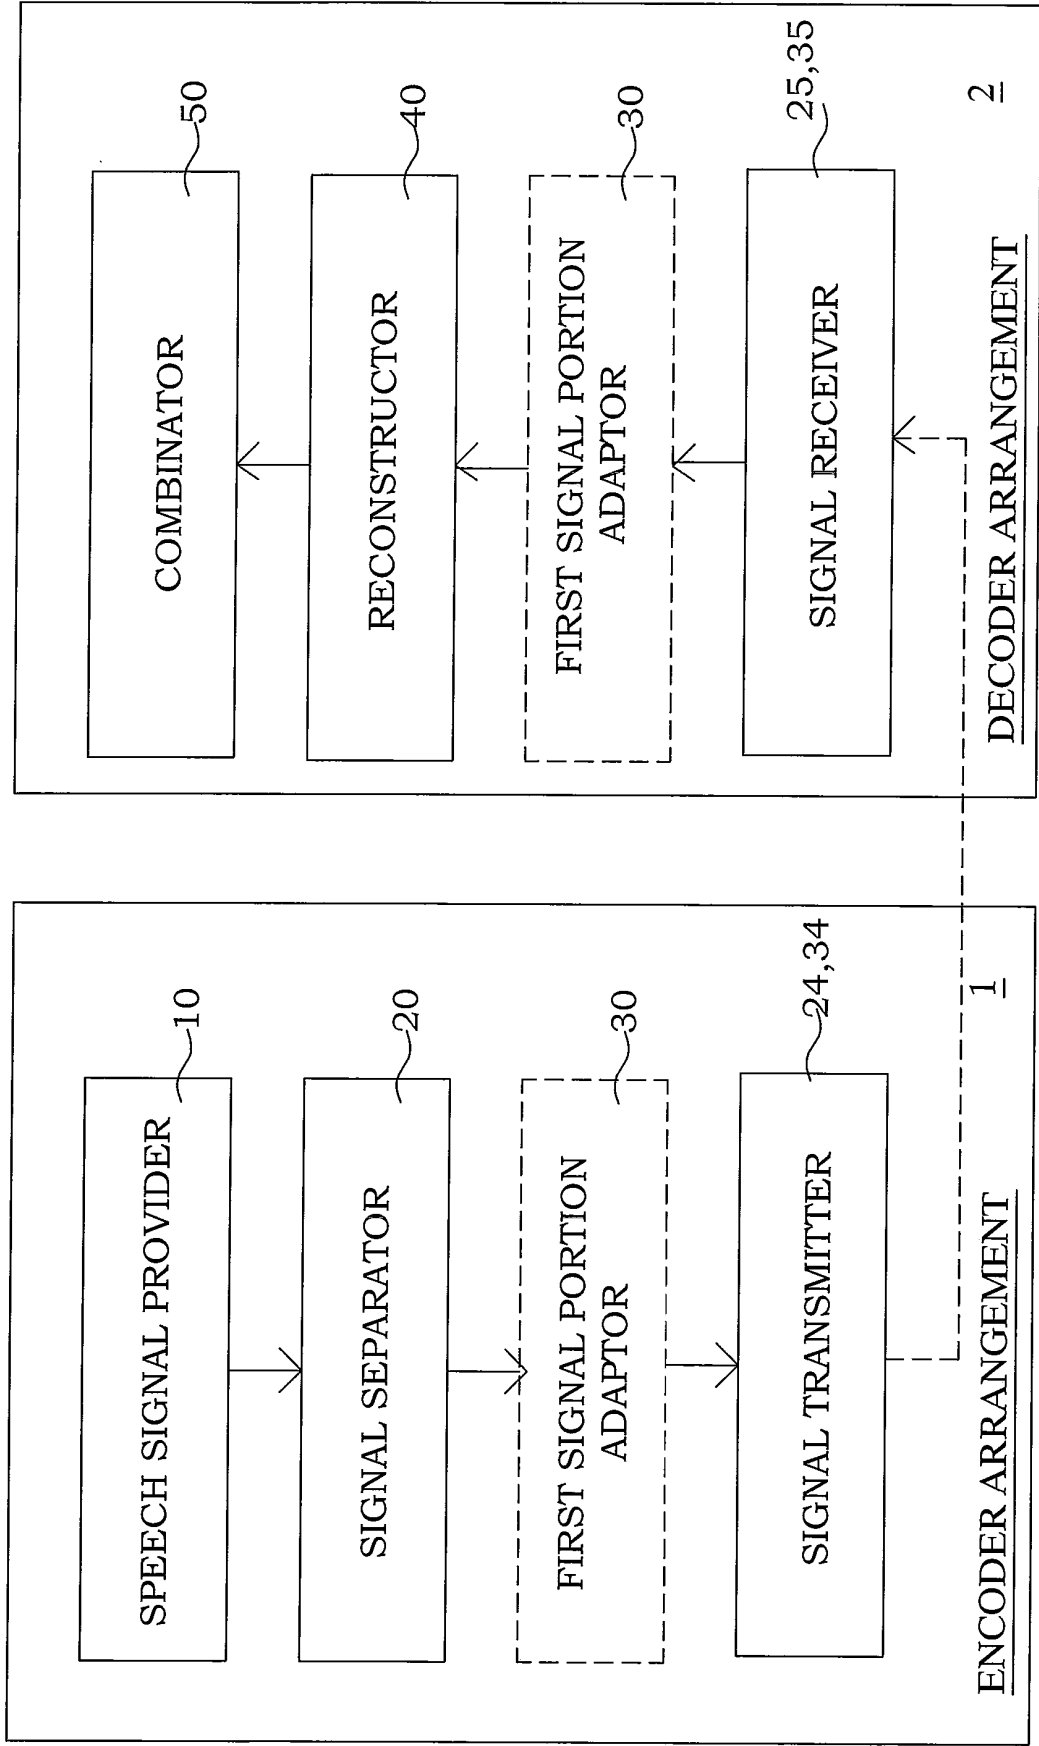 SPEECH SIGNAL PROVIDER
10
SIGNAL SEPARATOR
20
FIRST SIGNAL PORTION
ADAPTOR
30
SIGNAL TRANSMITTER
24,34
ENCODER ARRANGEMENT
1
COMBINATOR
50
RECONSTRUCTOR
40
FIRST SIGNAL PORTION
ADAPTOR
30
SIGNAL RECEIVER
25,35
DECODER ARRANGEMENT
2